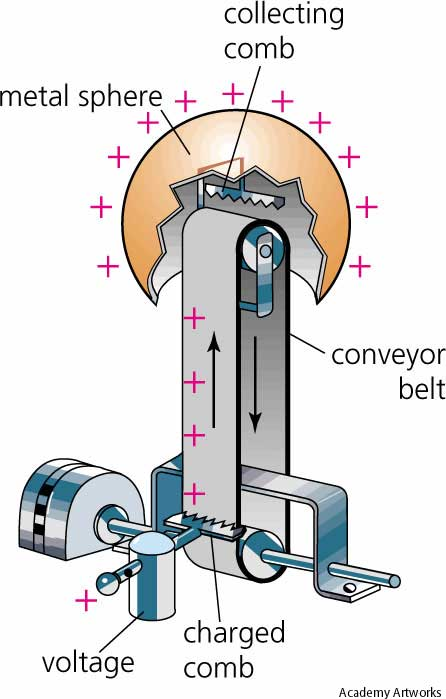 collecting
comb
metal sphere
conveyor
belt
charged
comb
voltage
Academy Artworks